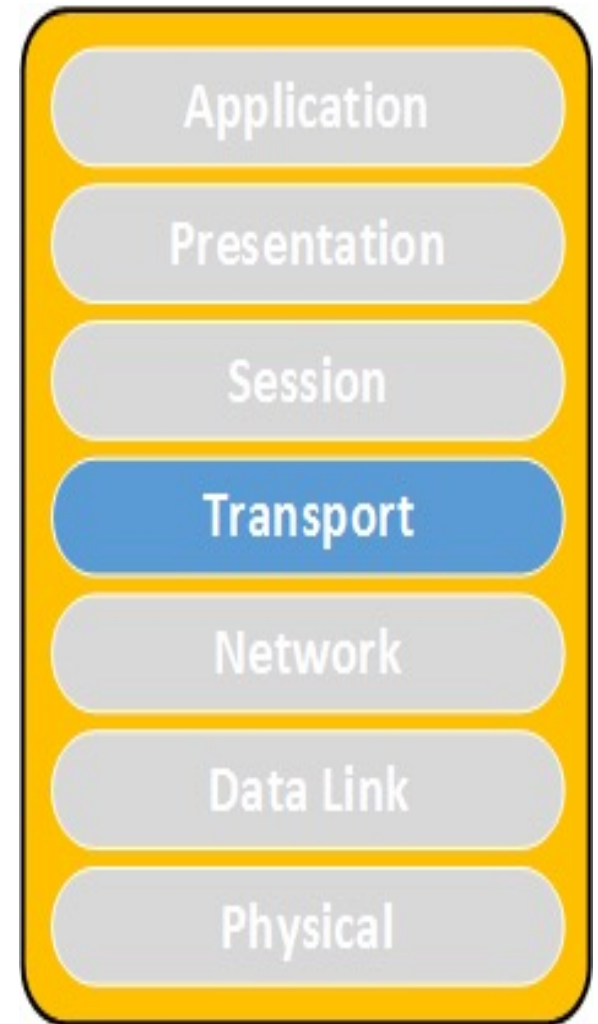 Application
Presentation
Session
Transport
Network
Data Link
Physical